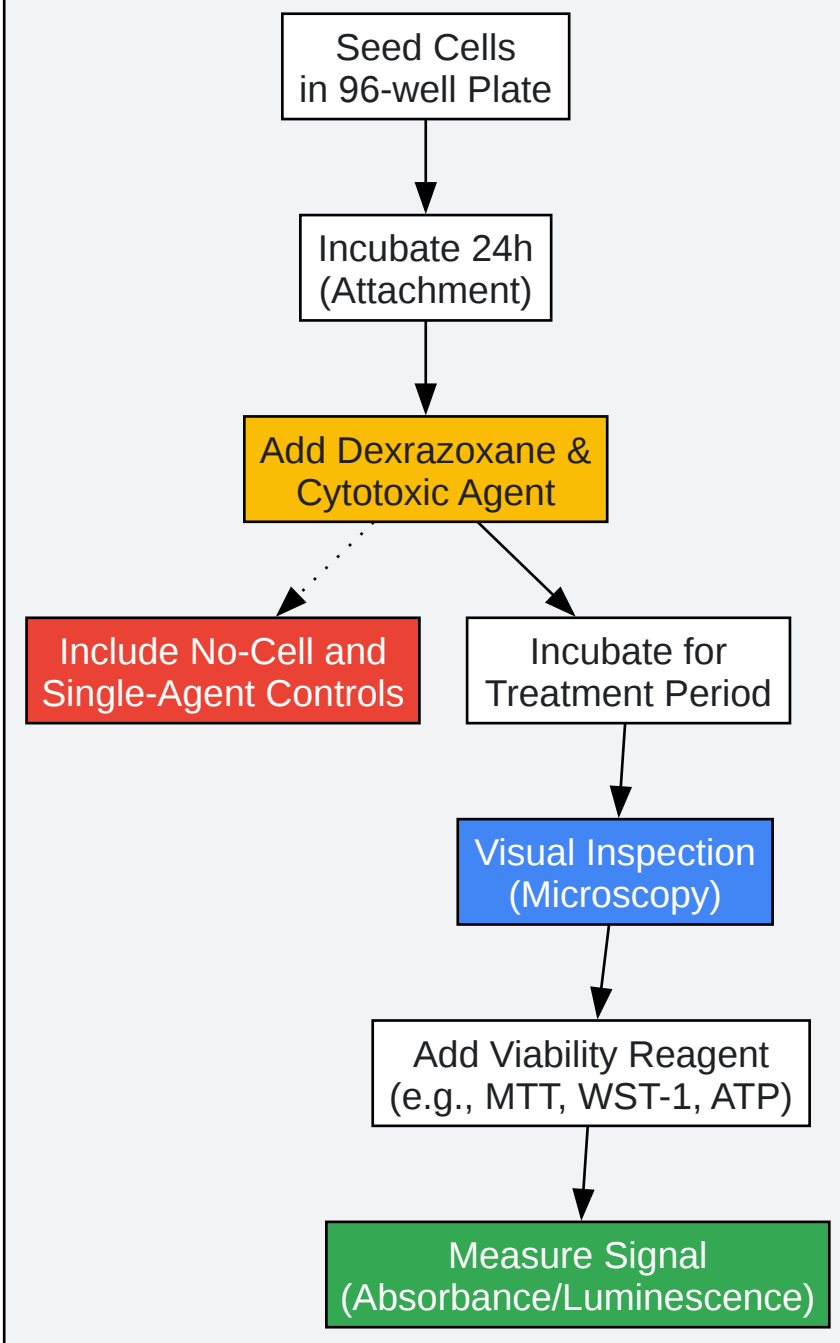 Seed Cells
in 96-well Plate
Incubate 24h
(Attachment)
Add Dexrazoxane &
Cytotoxic Agent
Include No-Cell and
Single-Agent Controls
Incubate for
Treatment Period
Visual Inspection
(Microscopy)
Add Viability Reagent
(e.g., MTT, WST-1, ATP)
Measure Signal
(Absorbance/Luminescence)